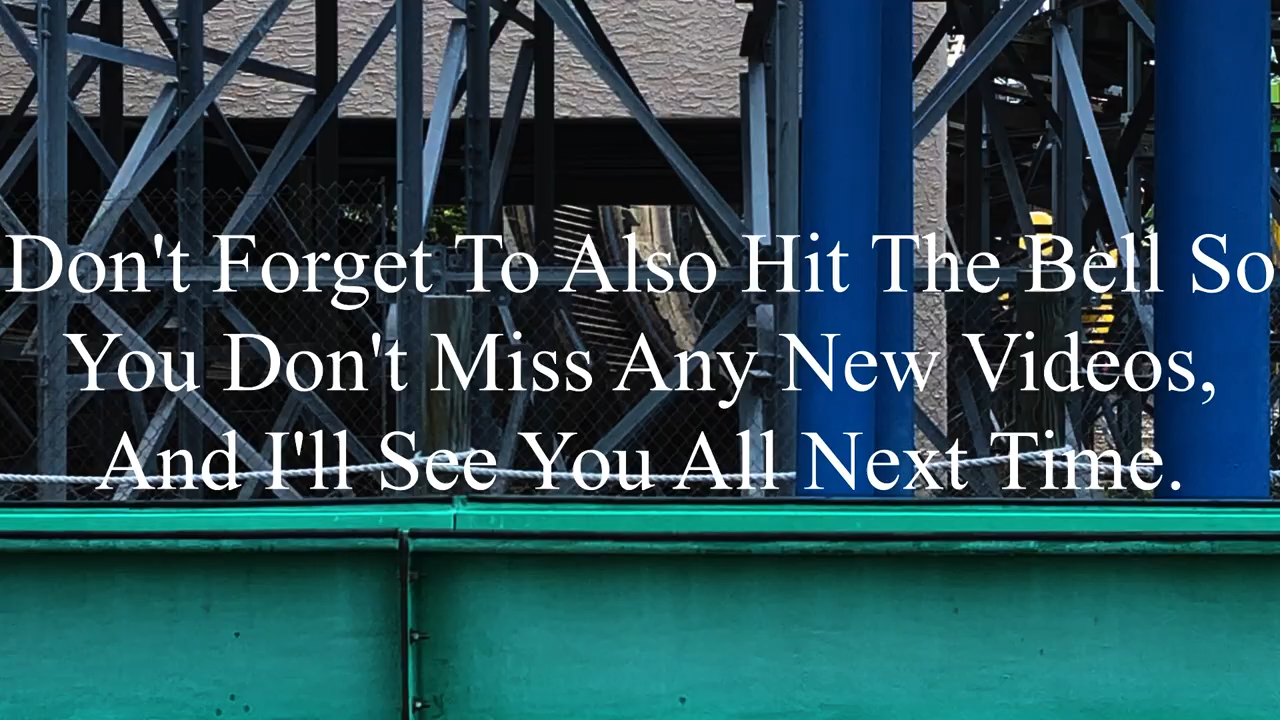 Don't Forget To Also Hit The Bell So
You Don't Miss Any New Videos,
And I'll See You All Next Time.